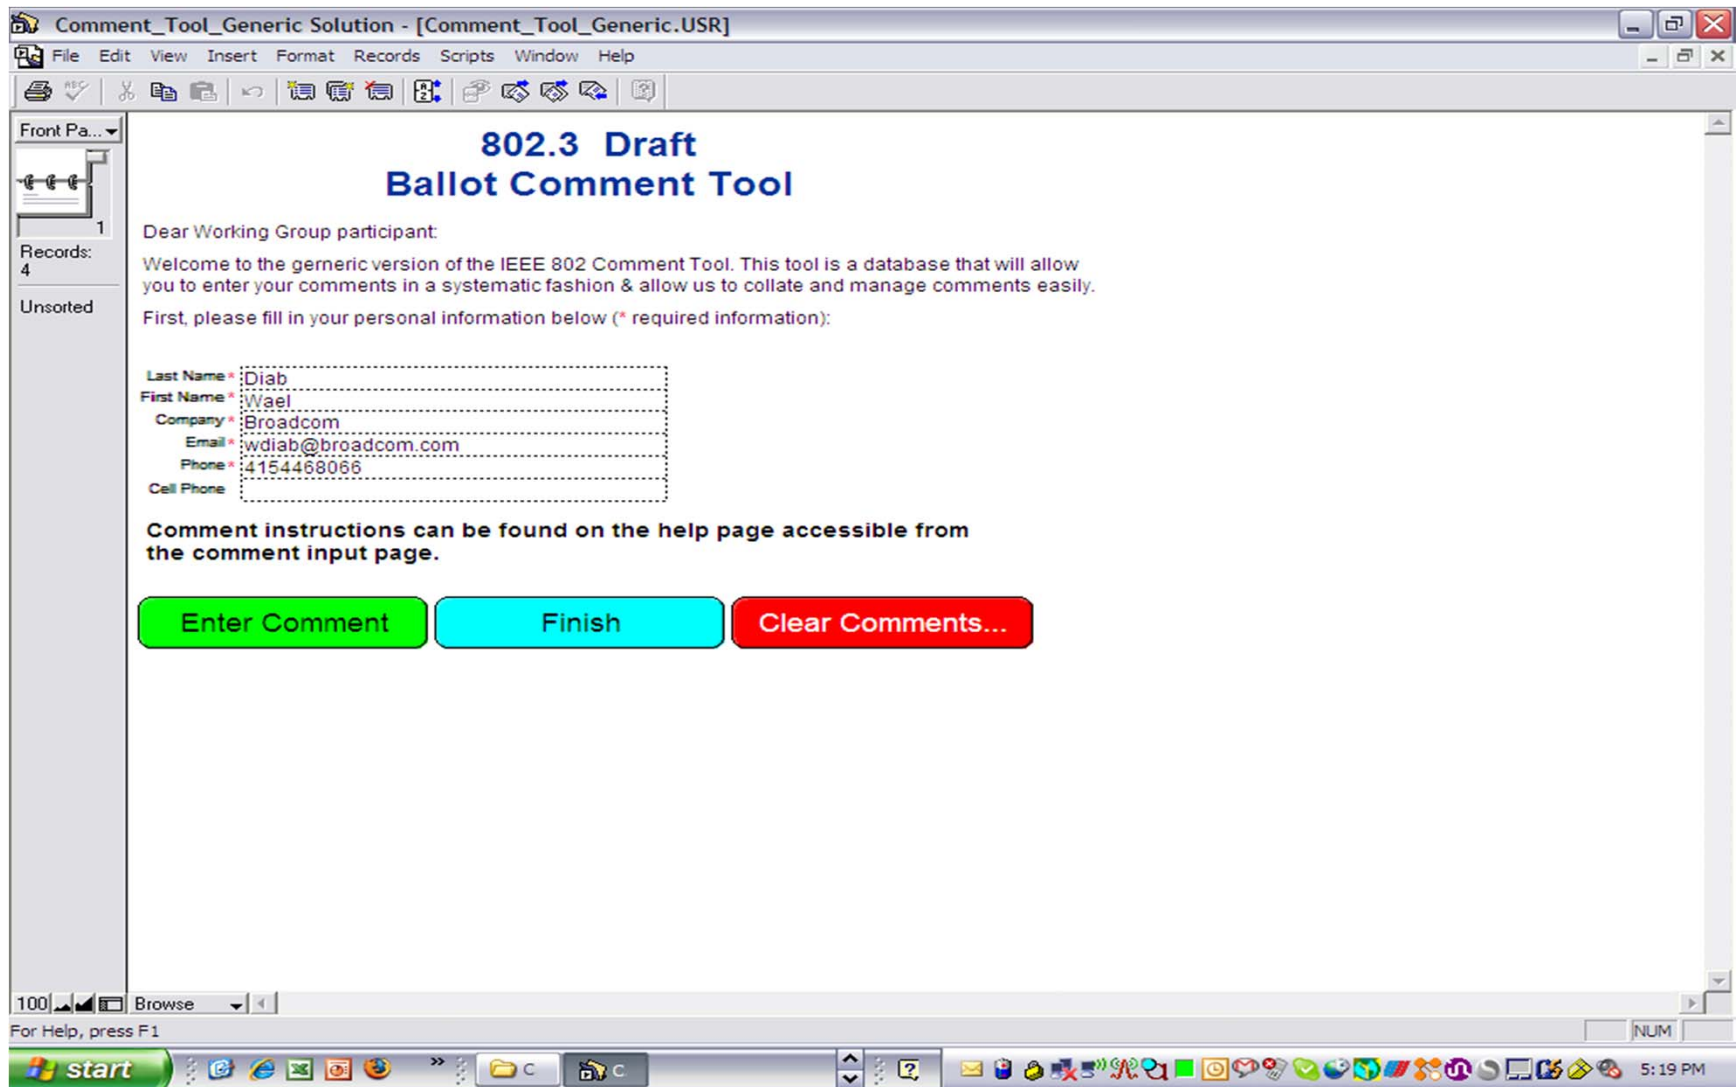 Comment_Tool_Generic Solution - [Comment_Tool_Generic.USR]
File Edit View Insert Format Records Scripts Window Help
Front Pa...
1
Records:
4
Unsorted
802.3 Draft
Ballot Comment Tool
Dear Working Group participant:
Welcome to the gerneric version of the IEEE 802 Comment Tool. This tool is a database that will allow
you to enter your comments in a systematic fashion & allow us to collate and manage comments easily.
First, please fill in your personal information below (* required information):
Last Name * Diab
First Name * Wael
Company * Broadcom
Email * wdiab@broadcom.com
Phone * 4154468066
Cell Phone
Comment instructions can be found on the help page accessible from
the comment input page.
Enter Comment Finish Clear Comments...
100 Browse
For Help, press F1 NUM
start C C 5:19 PM